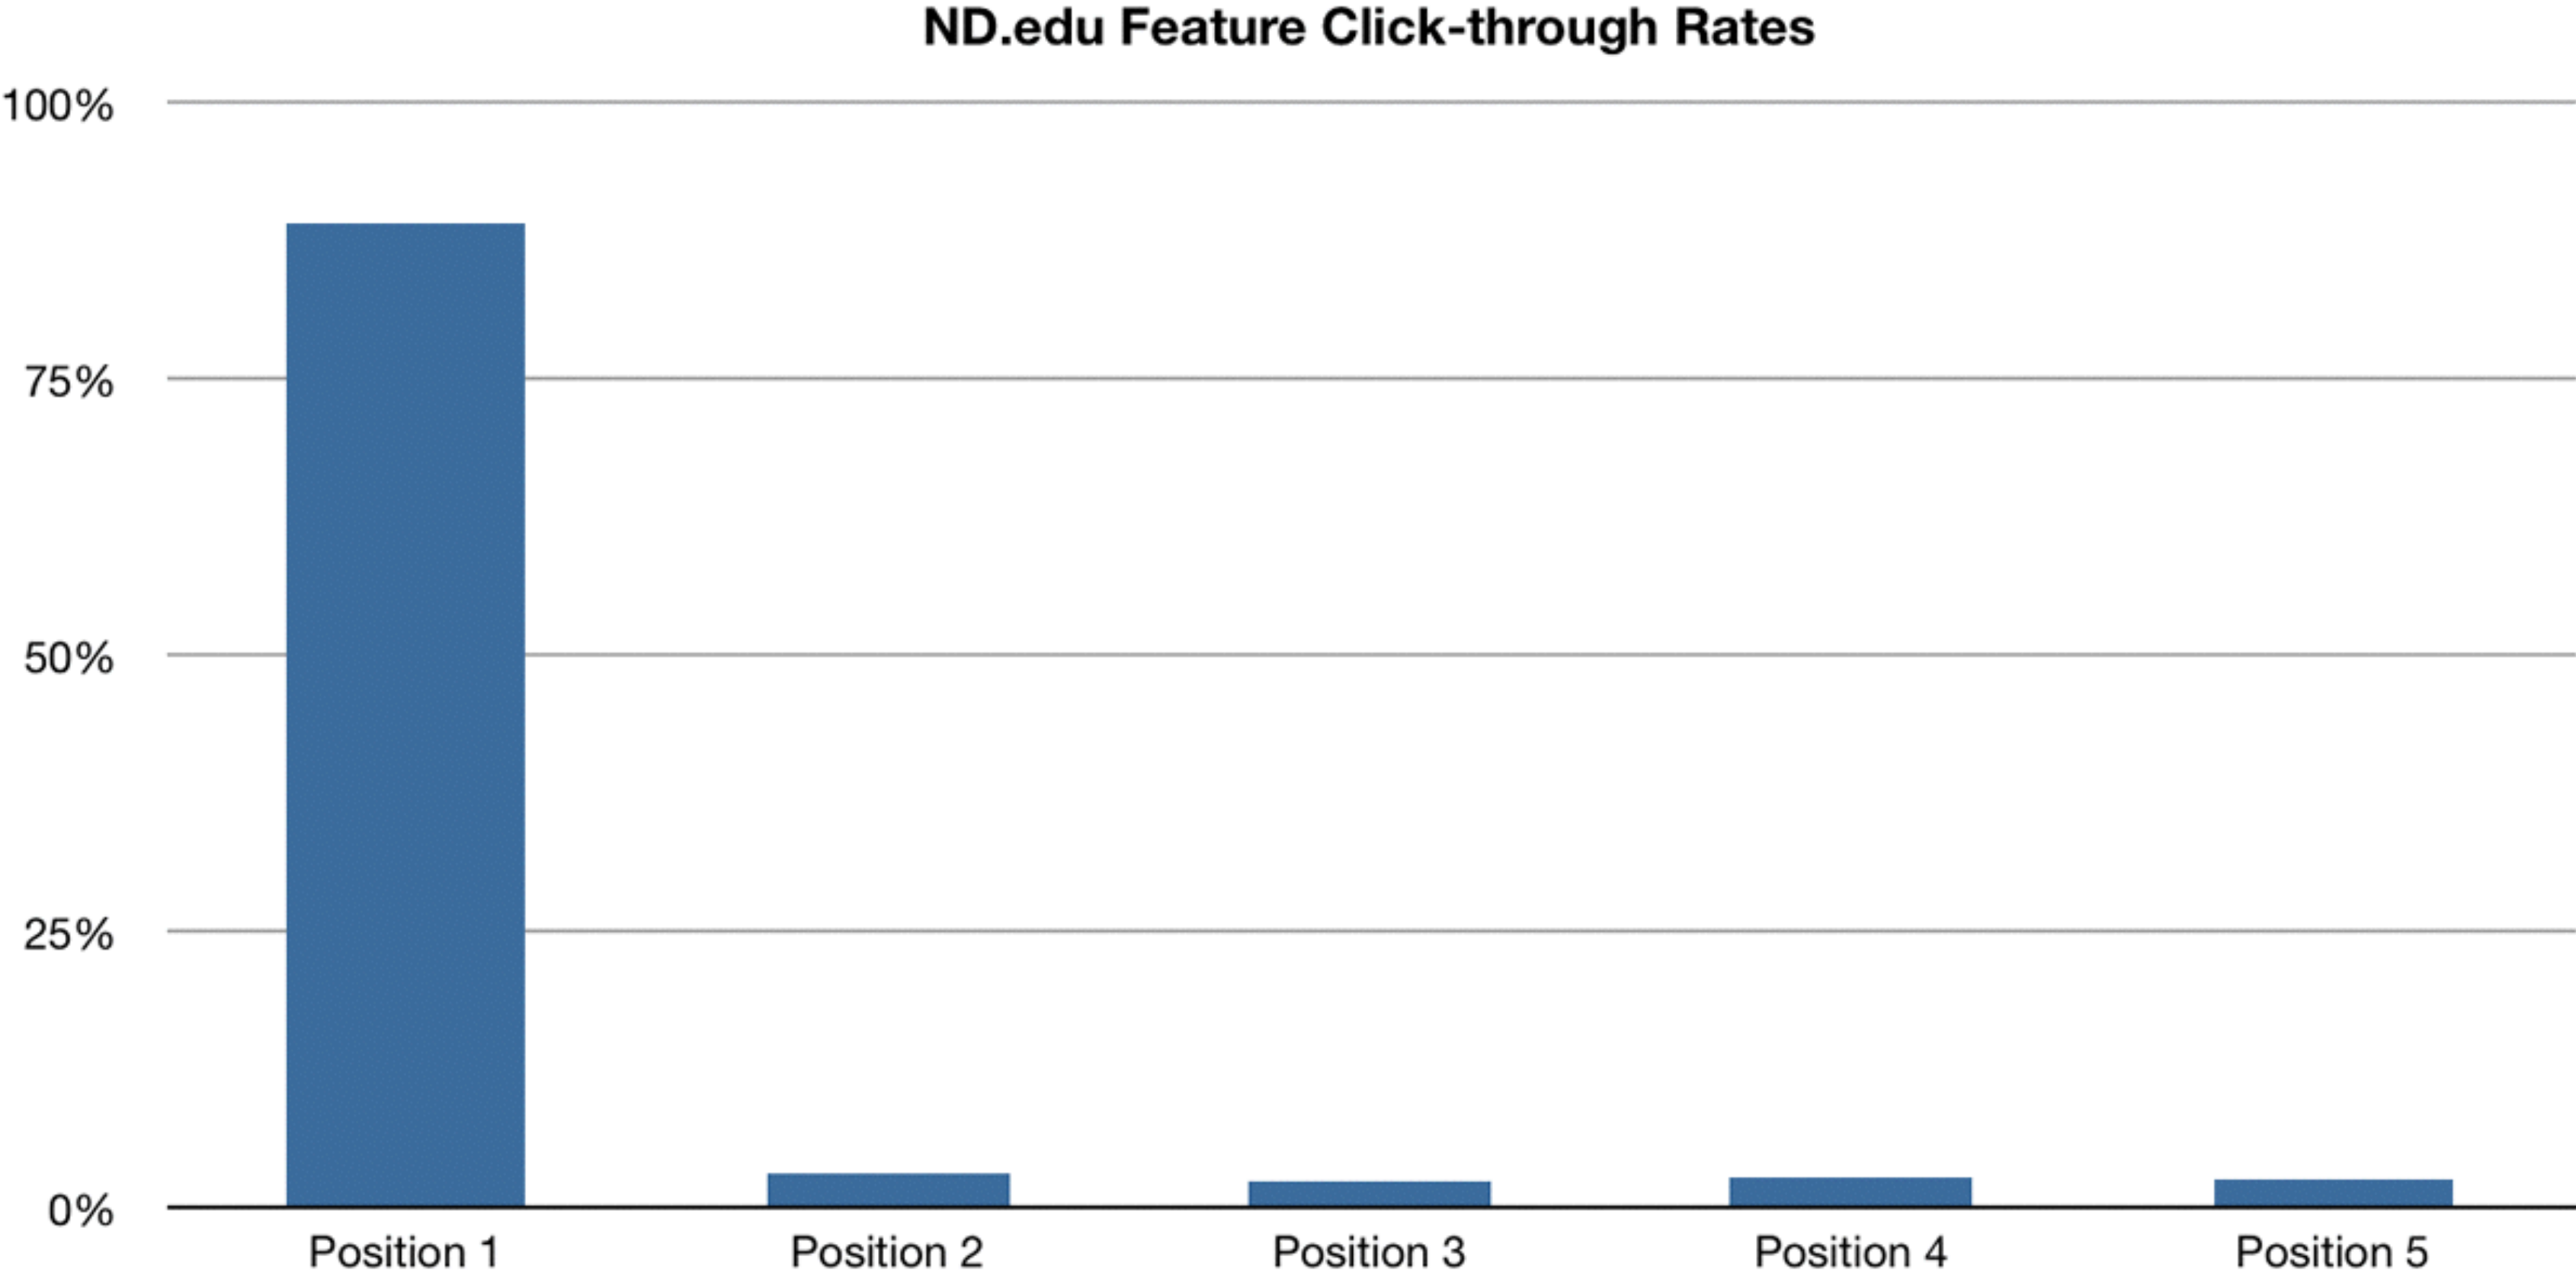 ND.edu Feature Click-through Rates
100%
75%
50%
25%
0%
Position 1 Position 2 Position 3 Position 4 Position 5